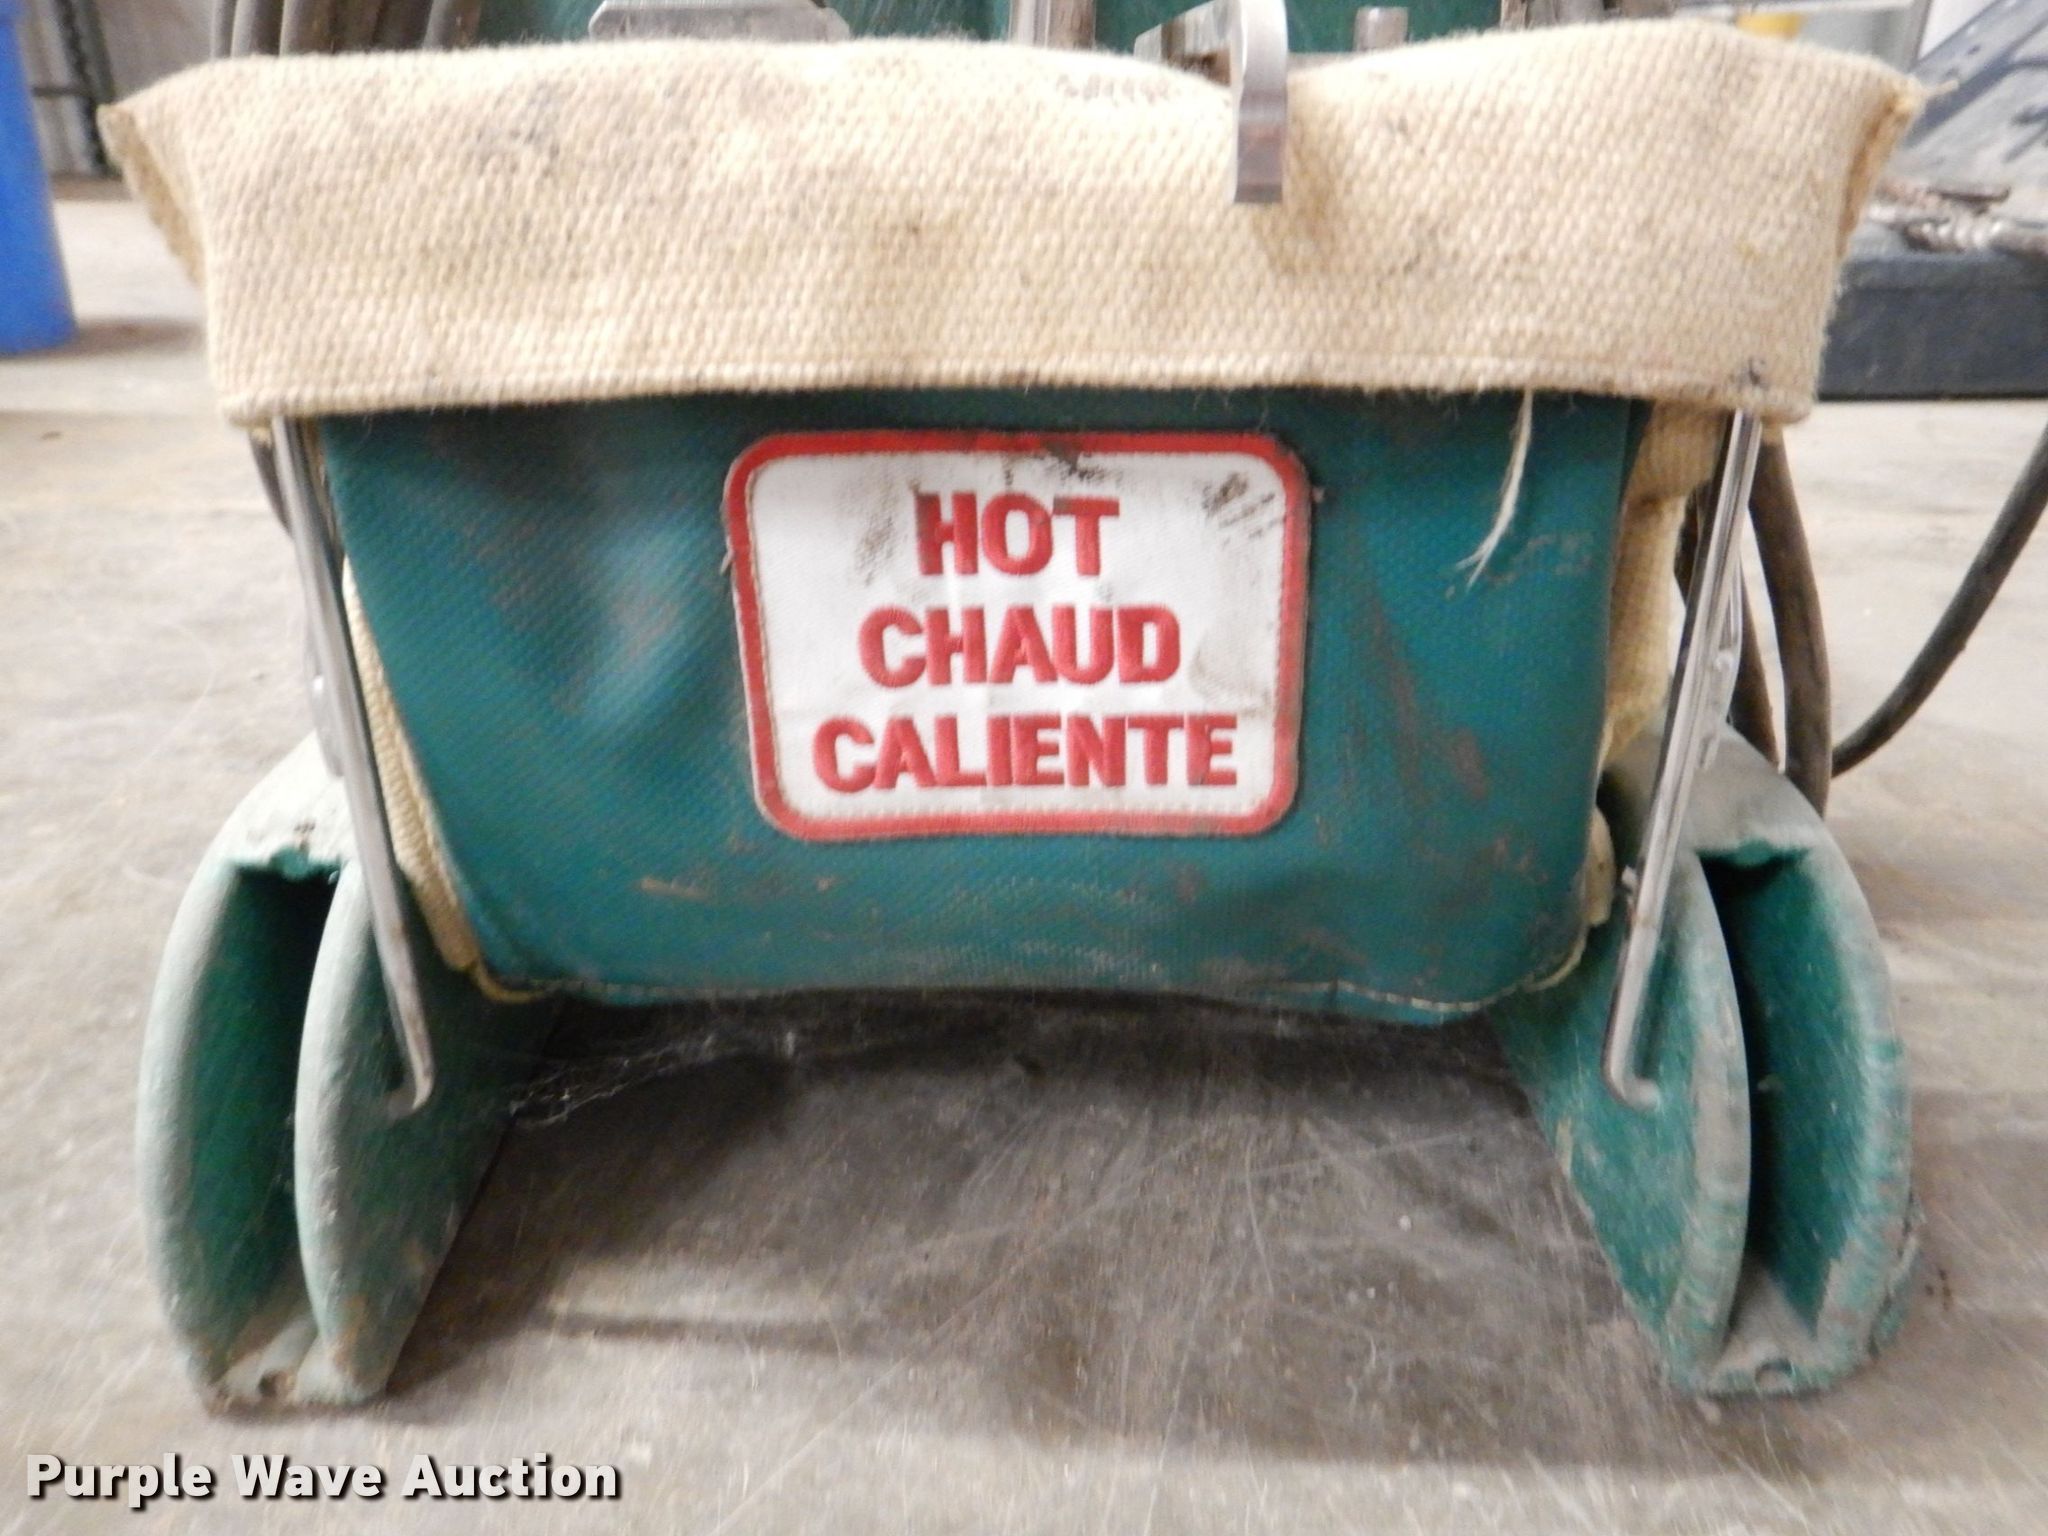 HOT
CHAUD
CALIENTE
Purple Wave Auction